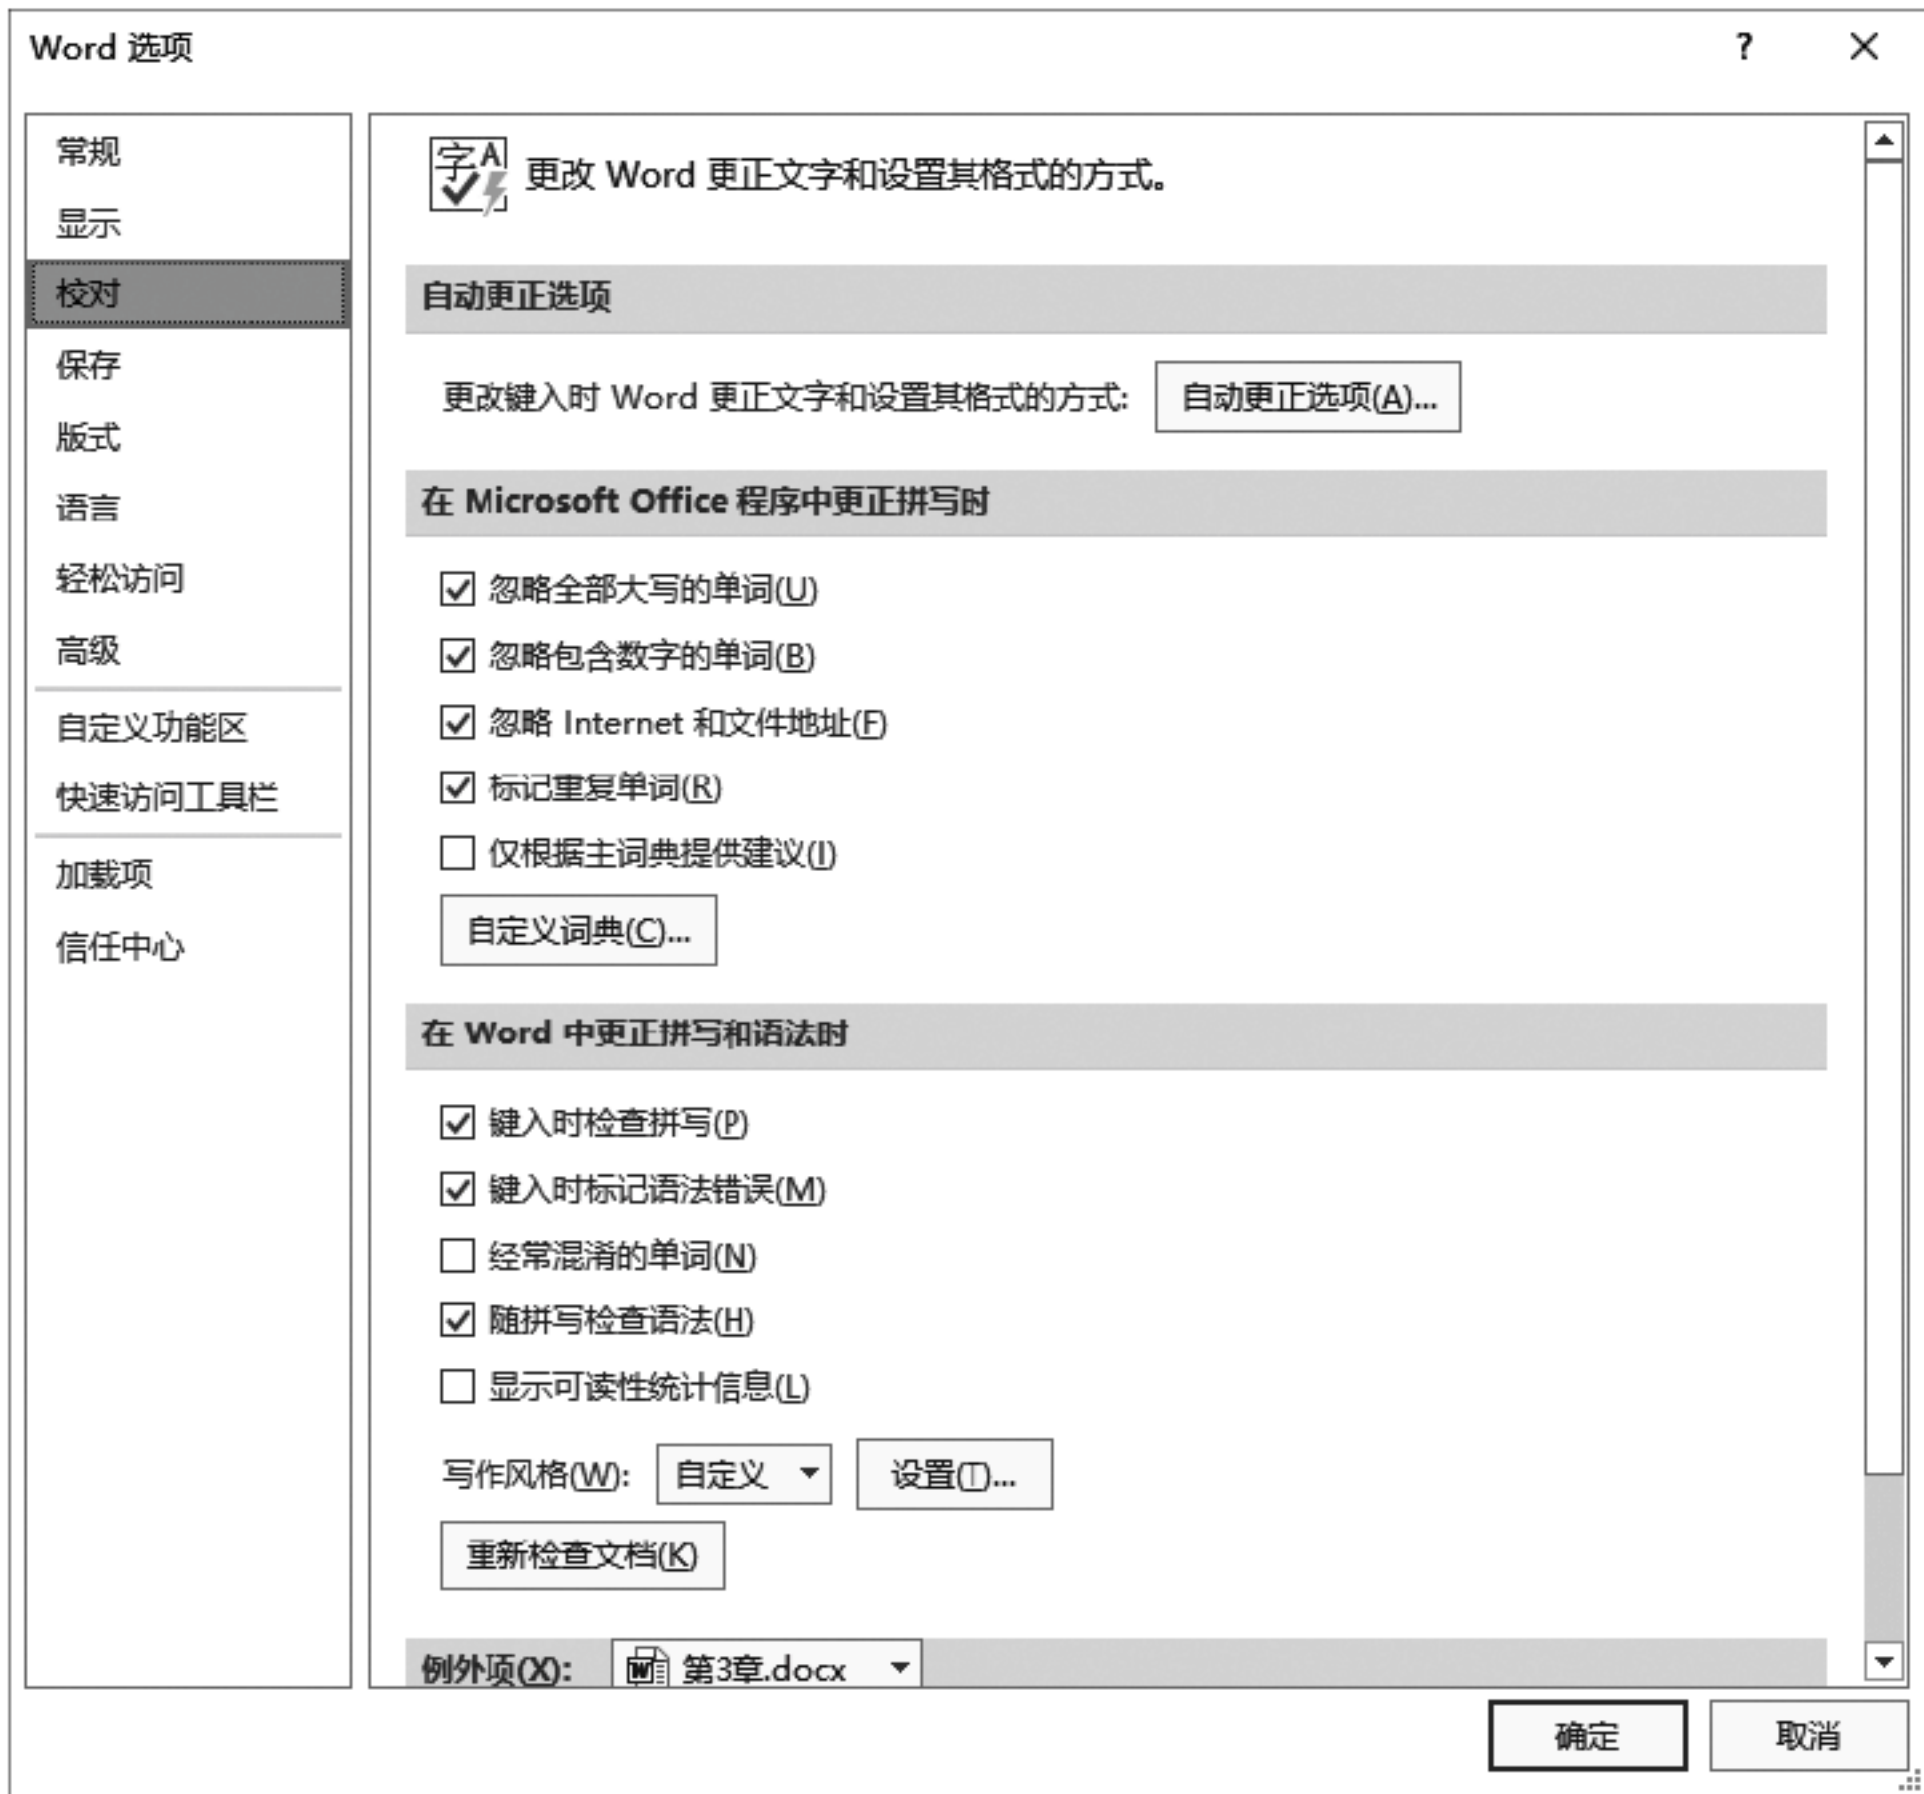 Word 选项
?
常规
显示
校对
保存
版式
语言
轻松访问
高级
自定义功能区
快速访问工具栏
加载项
信任中心
字A
更改 Word 更正文字和设置其格式的方式。
自动更正选项
更改键入时 Word 更正文字和设置其格式的方式: 自动更正选项(A)...
在 Microsoft Office 程序中更正拼写时
忽略全部大写的单词(U)
忽略包含数字的单词(B)
忽略 Internet 和文件地址(F)
标记重复单词(R)
仅根据主词典提供建议(I)
自定义词典(C)...
在 Word 中更正拼写和语法时
键入时检查拼写(P)
键入时标记语法错误(M)
经常混淆的单词(N)
随拼写检查语法(H)
显示可读性统计信息(L)
写作风格(W): 自定义 设置(T)...
重新检查文档(K)
例外项(X): 第3章.docx
确定 取消